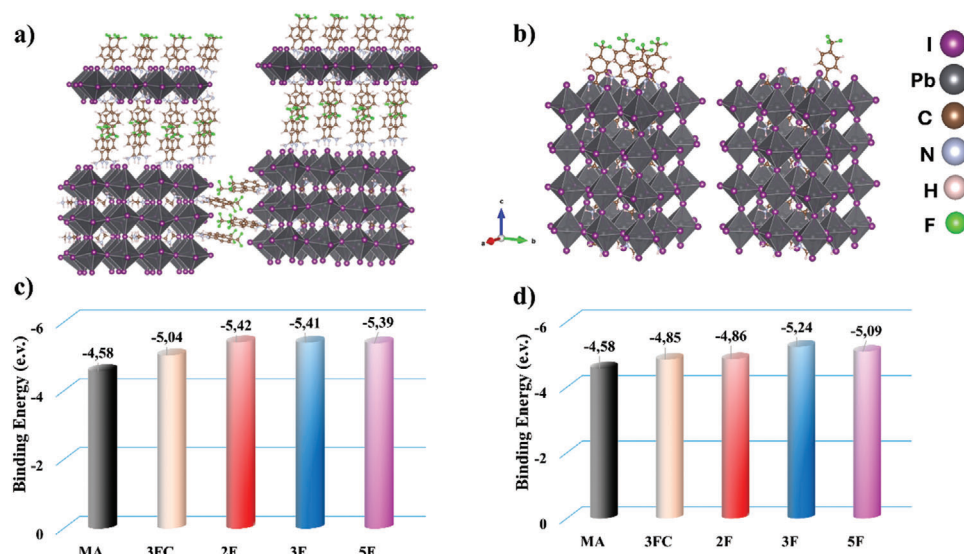 a)
b)
I
Pb
C
N
H
F
c
a
b
c)
Binding Energy (e.v.)
-6
-4
-2
0
-4,58
-5,04
-5,42
-5,41
-5,39
MA
3FC
2F
3F
5F
d)
Binding Energy (e.v.)
-6
-4
-2
0
-4,58
-4,85
-4,86
-5,24
-5,09
MA
3FC
2F
3F
5F